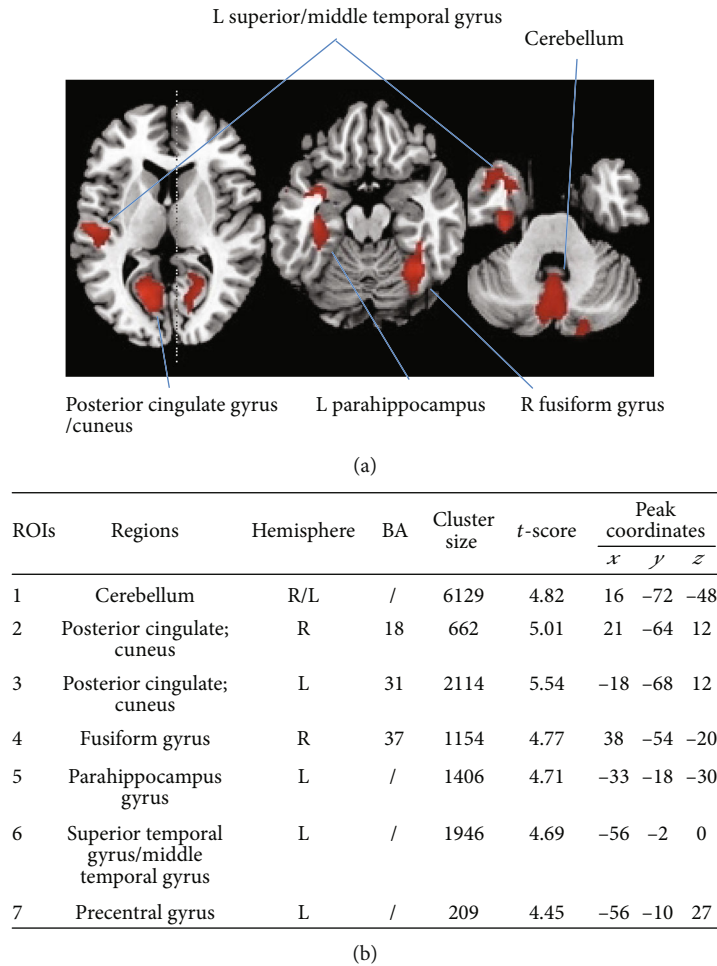 L superior/middle temporal gyrus
Cerebellum
Posterior cingulate gyrus
/cuneus
L parahippocampus
R fusiform gyrus
(a)
ROIs Regions Hemisphere BA Cluster size t-score Peak coordinates
x y z
1 Cerebellum R/L / 6129 4.82 16 –72 –48
2 Posterior cingulate; R 18 662 5.01 21 –64 12
cuneus
3 Posterior cingulate; L 31 2114 5.54 –18 –68 12
cuneus
4 Fusiform gyrus R 37 1154 4.77 38 –54 –20
5 Parahippocampus L / 1406 4.71 –33 –18 –30
gyrus
6 Superior temporal L / 1946 4.69 –56 –2 0
gyrus/middle
temporal gyrus
7 Precentral gyrus L / 209 4.45 –56 –10 27
(b)